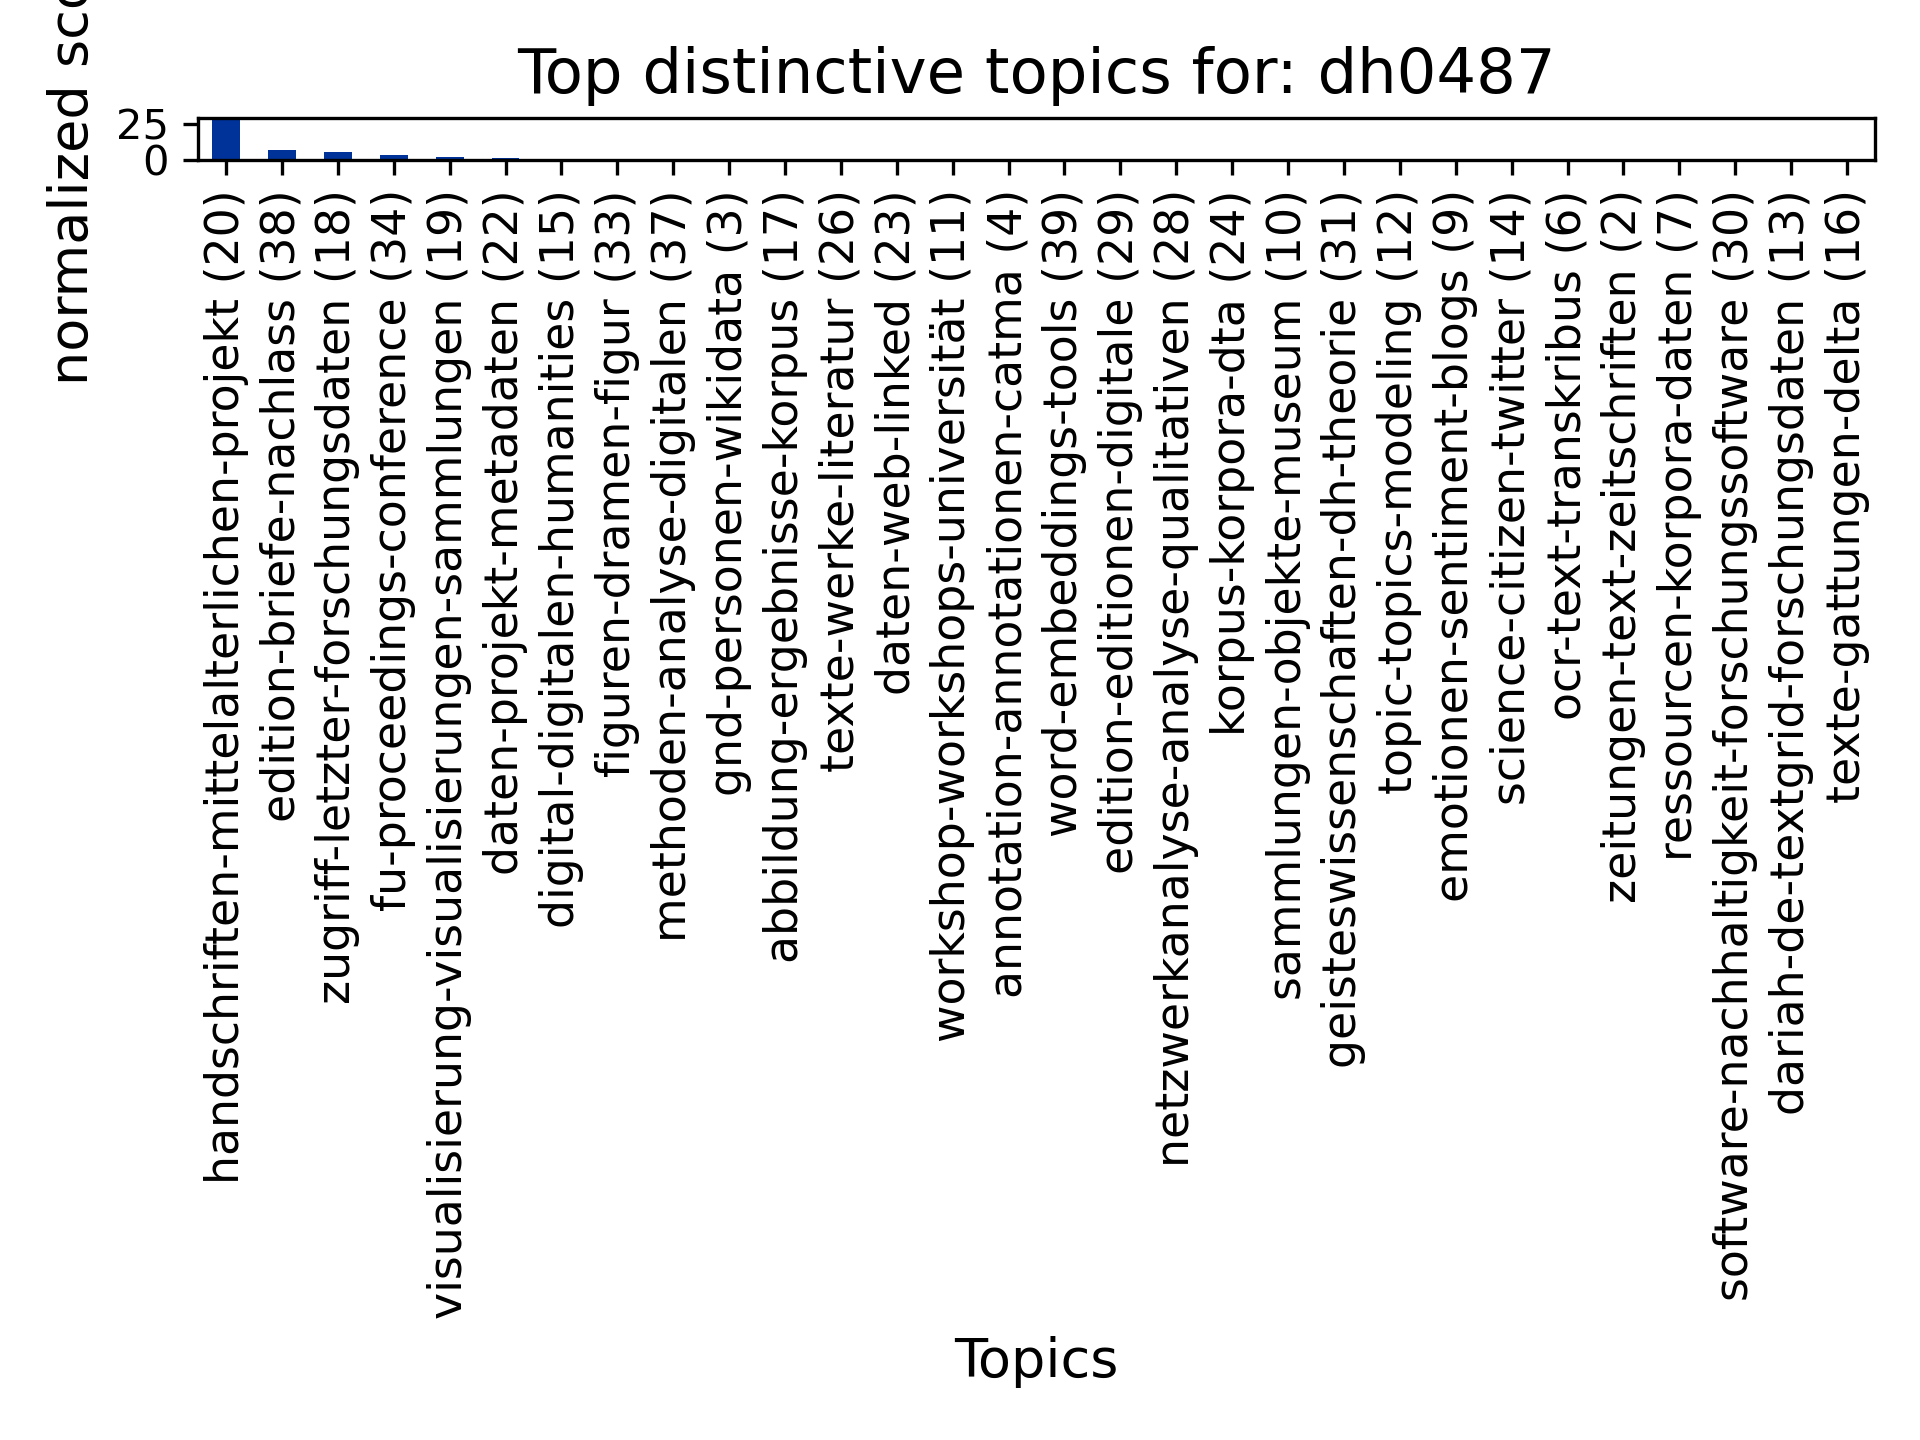 Top distinctive topics for: dh0487
normalized
25
0
handschriften-mittelalterlichen-projekt (20)
edition-briefe-nachlass (38)
zugriff-letzter-forschungsdaten (18)
fu-proceedings-conference (34)
visualisierung-visualisierungen-sammlungen (19)
daten-projekt-metadaten (22)
digital-digitalen-humanities (15)
figuren-dramen-figur (33)
methoden-analyse-digitalen (37)
gnd-personen-wikidata (3)
abbildung-ergebnisse-korpus (17)
texte-werke-literatur (26)
daten-web-linked (23)
workshop-workshops-universität (11)
annotation-annotationen-catma (4)
word-embeddings-tools (39)
edition-editionen-digitale (29)
netzwerkanalyse-analyse-qualitativen (28)
korpus-korpora-dta (24)
sammlungen-objekte-museum (10)
geisteswissenschaften-dh-theorie (31)
topic-topics-modeling (12)
emotionen-sentiment-blogs (9)
science-citizen-twitter (14)
ocr-text-transkribus (6)
zeitungen-text-zeitschriften (2)
ressourcen-korpora-daten (7)
software-nachhaltigkeit-forschungssoftware (30)
dariah-de-textgrid-forschungsdaten (13)
texte-gattungen-delta (16)
Topics